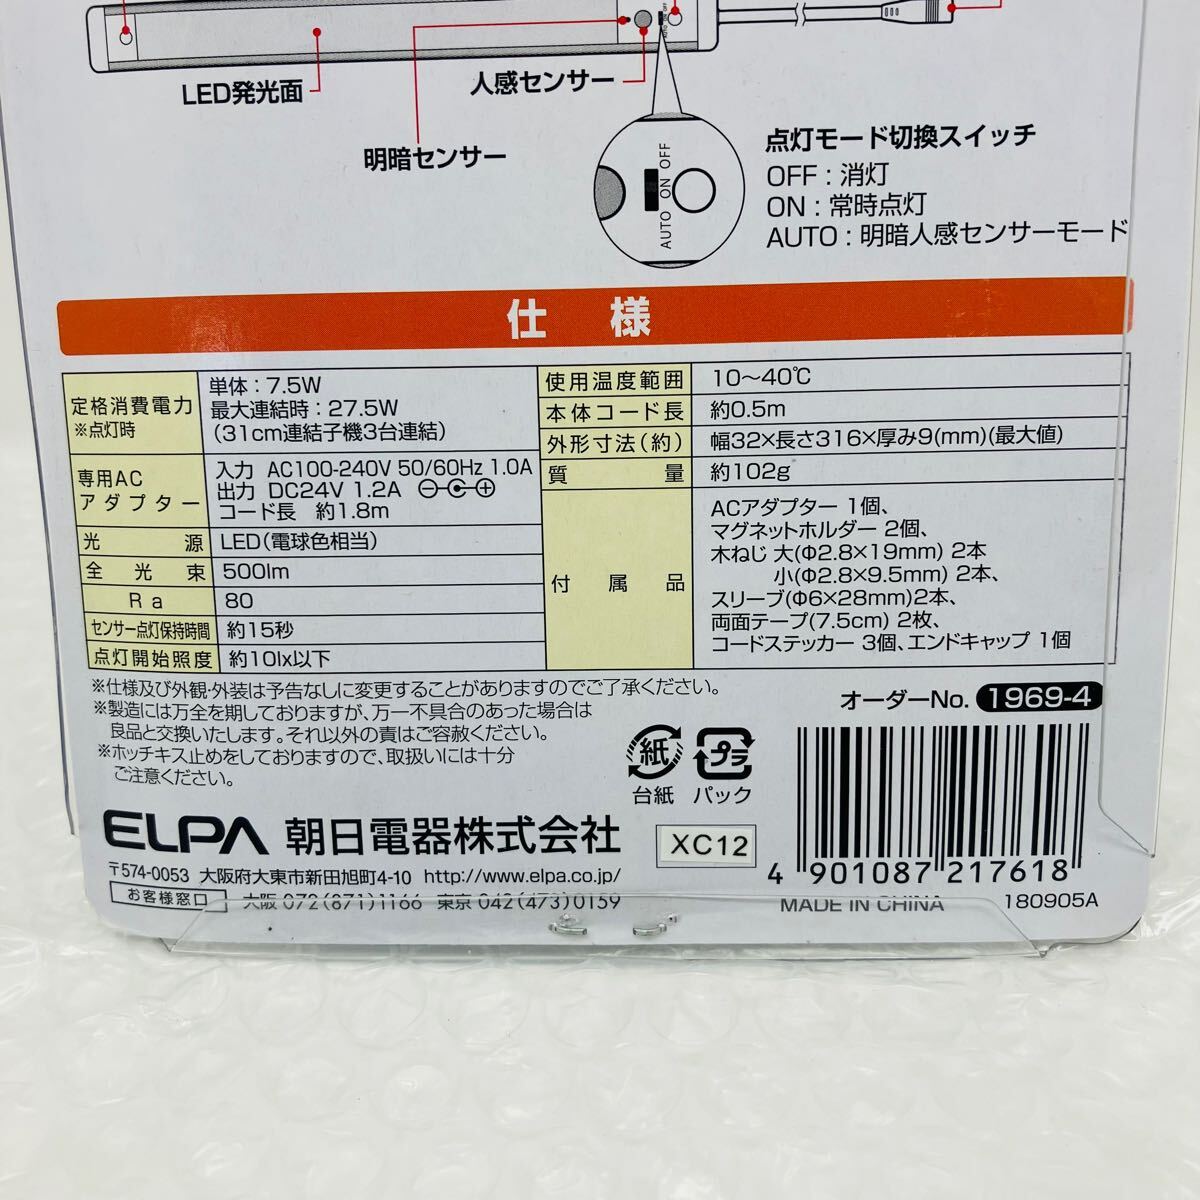 LED発光面
人感センサー
明暗センサー
AUTO ON OFF
点灯モード切換スイッチ
OFF : 消灯
ON : 常時点灯
AUTO : 明暗人感センサーモード
仕 様
定格消費電力
※点灯時
単体 : 7.5W
最大連結時 : 27.5W
(31cm連結子機3台連結)
専用AC
アダプター
入力 AC100-240V 50/60Hz 1.0A
出力 DC24V 1.2A
コード長 約1.8m
光 源
LED(電球色相当)
全 光 束
500lm
Ra
80
センサー点灯保持時間
約15秒
点灯開始照度
約10lx以下
使用温度範囲
10〜40℃
本体コード長
約0.5m
外形寸法(約)
幅32×長さ316×厚み9(mm)(最大値)
質 量
約102g
付 属 品
ACアダプター 1個、
マグネットホルダー 2個、
木ねじ 大(Φ2.8×19mm) 2本
小(Φ2.8×9.5mm) 2本、
スリーブ(Φ6×28mm)2本、
両面テープ(7.5cm) 2枚、
コードステッカー 3個、エンドキャップ 1個
※仕様及び外観・外装は予告なしに変更することがありますのでご了承ください。
※製造には万全を期しておりますが、万一不具合のあった場合は
良品と交換いたします。それ以外の責はご容赦ください。
※ホッチキス止めをしておりますので、取扱いには十分
ご注意ください。
オーダーNo. 1969-4
紙
台紙
プラ
パック
ELPA 朝日電器株式会社
〒574-0053 大阪府大東市新田旭町4-10 http://www.elpa.co.jp/
お客様窓口 大阪 072(871)1166 東京 042(473)0159
XC12
4 901087 217618
MADE IN CHINA
180905A